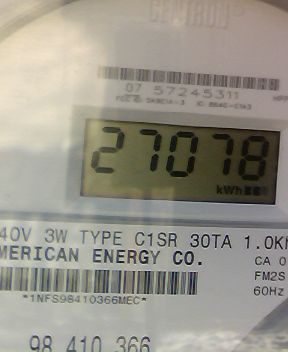 CENTRON®
07 57245311
27078
kWh
40V 3W TYPE C1SR 30TA 1.0K
MERICAN ENERGY CO.
CA 0
FM2S
60Hz
*1NFS98410366MEC*
98 410 366